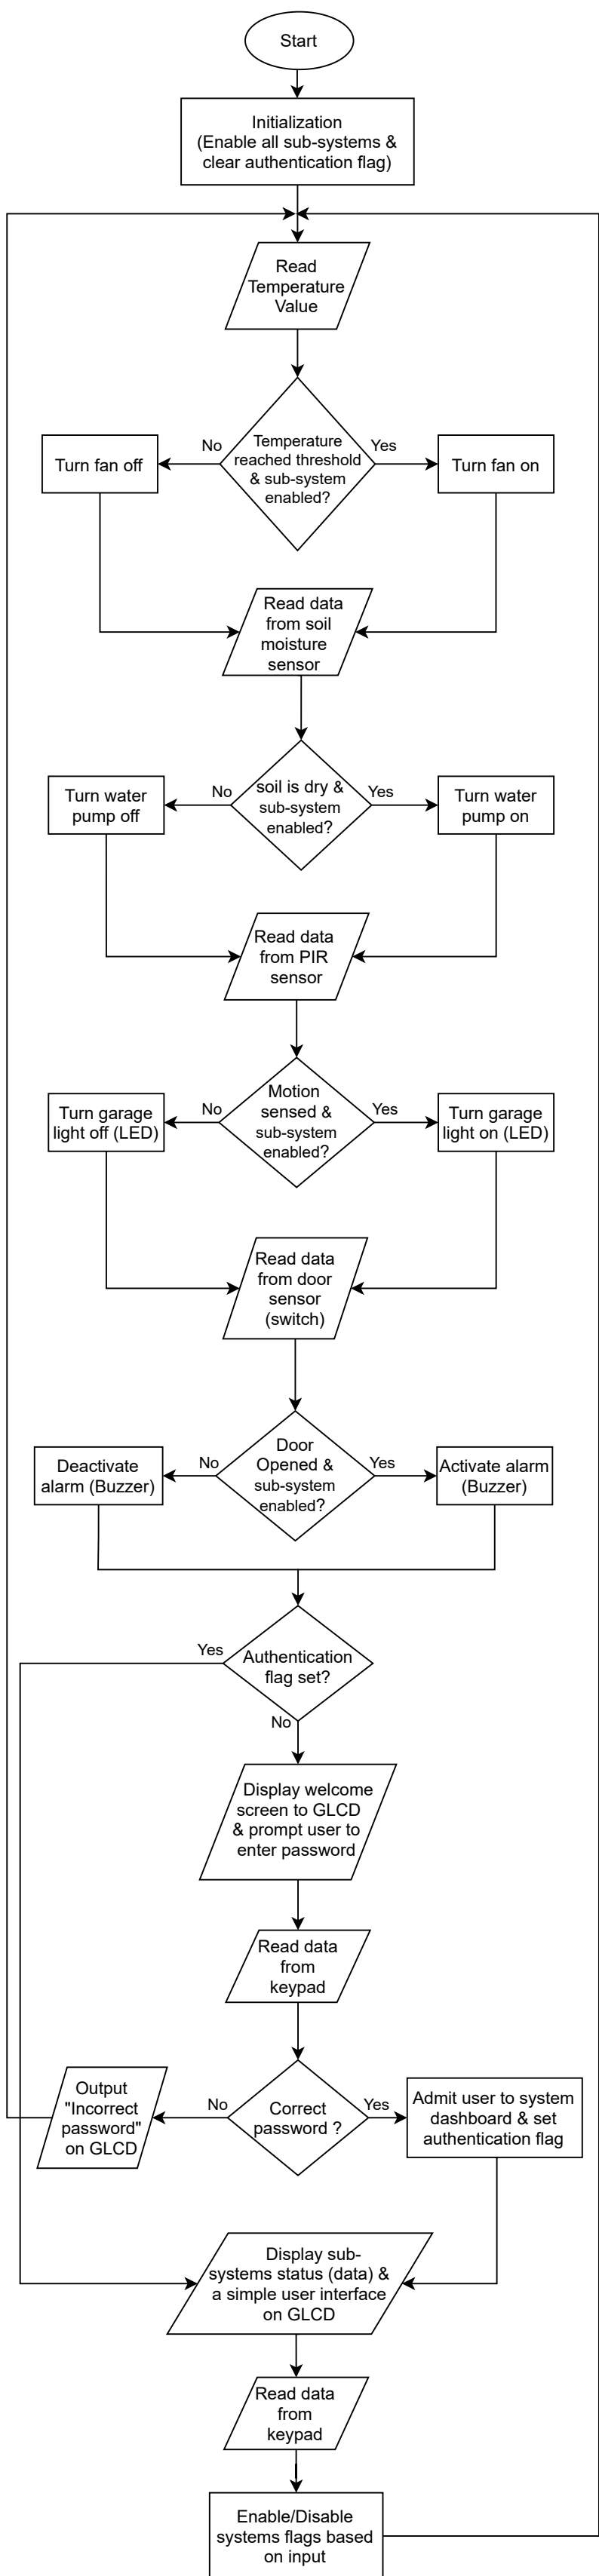 Start
Initialization
(Enable all sub-systems &
clear authentication flag)
Read
Temperature
Value
No
Temperature
reached threshold
& sub-system
enabled?
Yes
Turn fan off
Turn fan on
Read data
from soil
moisture
sensor
No
soil is dry &
sub-system
enabled?
Yes
Turn water
pump off
Turn water
pump on
Read data
from PIR
sensor
No
Motion
sensed &
sub-system
enabled?
Yes
Turn garage
light off (LED)
Turn garage
light on (LED)
Read data
from door
sensor
(switch)
No
Door
Opened &
sub-system
enabled?
Yes
Deactivate
alarm (Buzzer)
Activate alarm
(Buzzer)
Yes
Authentication
flag set?
No
Display welcome
screen to GLCD
& prompt user to
enter password
Read data
from
keypad
Output
"Incorrect
password"
on GLCD
No
Correct
password ?
Yes
Admit user to system
dashboard & set
authentication flag
Display sub-
systems status (data) &
a simple user interface
on GLCD
Read data
from
keypad
Enable/Disable
systems flags based
on input